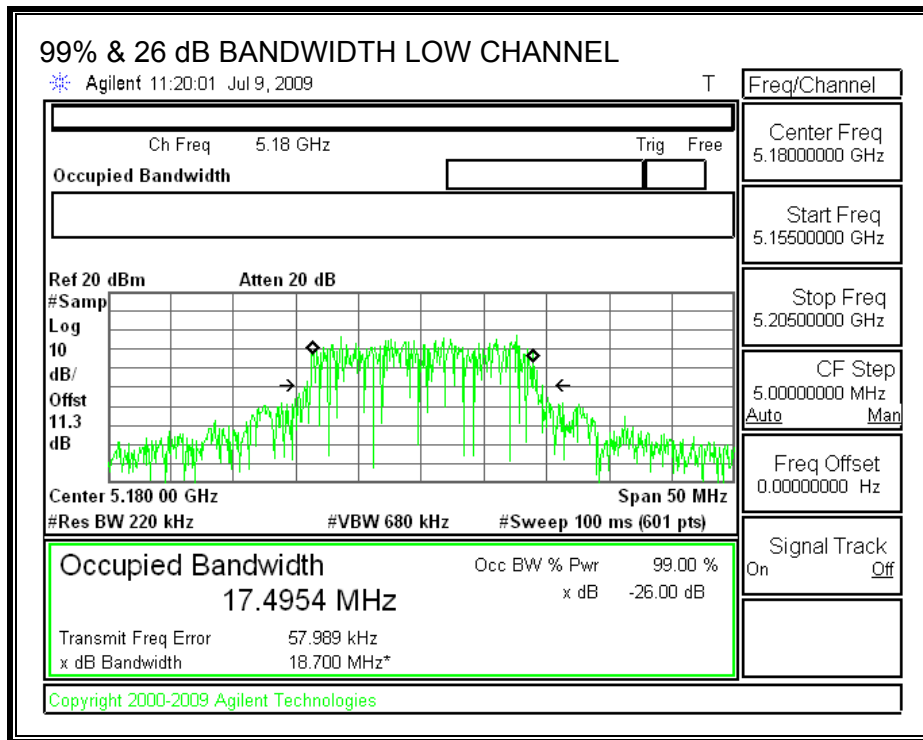 99% & 26 dB BANDWIDTH LOW CHANNEL
Agilent 11:20:01 Jul 9, 2009 T
Ch Freq 5.18 GHz Trig Free
Occupied Bandwidth
Ref 20 dBm Atten 20 dB
#Samp
Log
10
dB/
Offst
11.3
dB
Center 5.180 00 GHz Span 50 MHz
#Res BW 220 kHz #VBW 680 kHz #Sweep 100 ms (601 pts)
Occupied Bandwidth Occ BW % Pwr 99.00 %
17.4954 MHz x dB -26.00 dB
Transmit Freq Error 57.989 kHz
x dB Bandwidth 18.700 MHz*
Copyright 2000-2009 Agilent Technologies
Freq/Channel
Center Freq
5.18000000 GHz
Start Freq
5.15500000 GHz
Stop Freq
5.20500000 GHz
CF Step
5.00000000 MHz
Auto Man
Freq Offset
0.00000000 Hz
Signal Track
On Off